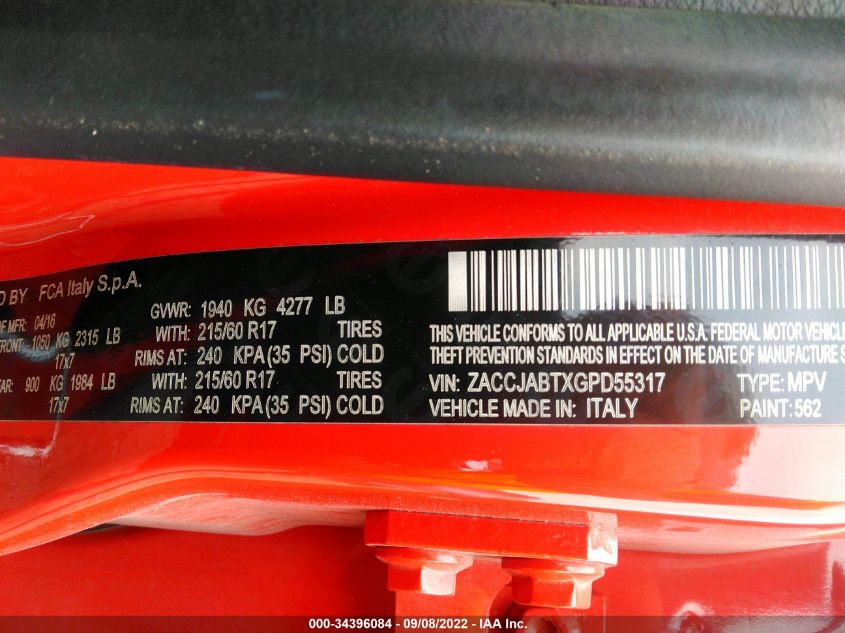 D BY FCA Italy S.p.A.
OF MFR: 04/16
GVWR: 1940 KG 4277 LB
FRONT: 1050 KG 2315 LB
WITH: 215/60 R17 TIRES
17x7
RIMS AT: 240 KPA (35 PSI) COLD
EAR: 900 KG 1984 LB
WITH: 215/60 R17 TIRES
17x7
RIMS AT: 240 KPA (35 PSI) COLD
THIS VEHICLE CONFORMS TO ALL APPLICABLE U.S.A. FEDERAL MOTOR VEHICLE
THEFT PREVENTION STANDARDS IN EFFECT ON THE DATE OF MANUFACTURE S
VIN: ZACCJABTXGPD55317 TYPE: MPV
VEHICLE MADE IN: ITALY PAINT: 562
000-34396084 - 09/08/2022 - IAA Inc.